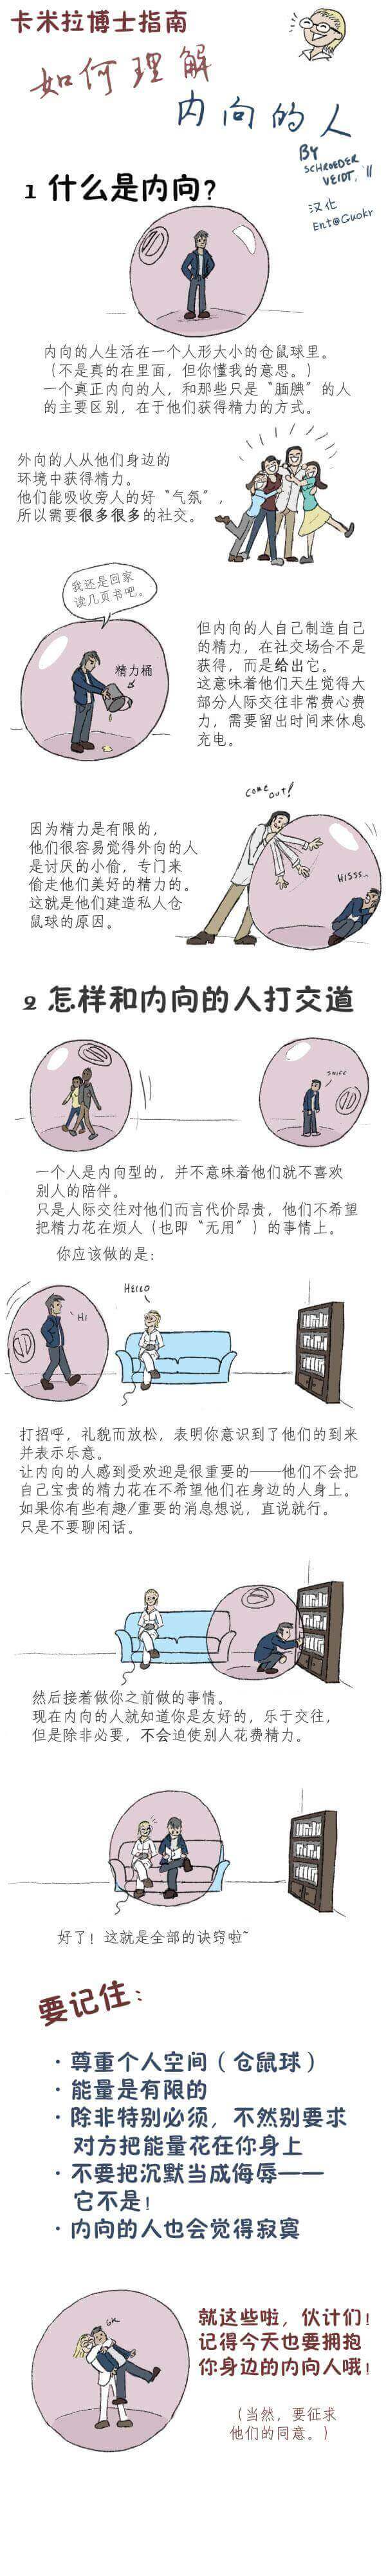 卡米拉博士指南
如何理解
内向的人
BY
SCHROEDER
VEIDT, '11
汉化
Ent@Guokr
1 什么是内向?
内向的人生活在一个人形大小的仓鼠球里。
（不是真的在里面，但你懂我的意思。）
一个真正内向的人，和那些只是“腼腆”的人
的主要区别，在于他们获得精力的方式。
外向的人从他们身边的
环境中获得精力。
他们能吸收旁人的好“气氛”，
所以需要很多很多的社交。
我还是回家
读几页书吧。
精力桶
但内向的人自己制造自己
的精力，在社交场合不是
获得，而是给出它。
这意味着他们天生觉得大
部分人际交往非常费心费
力，需要留出时间来休息
充电。
COME
OUT!
因为精力是有限的，
他们很容易觉得外向的人
是讨厌的小偷，专门来
偷走他们美好的精力的。
这就是他们建造私人仓
鼠球的原因。
HISSS..
2 怎样和内向的人打交道
SNIFF
一个人是内向型的，并不意味着他们就不喜欢
别人的陪伴。
只是人际交往对他们而言代价昂贵，他们不希望
把精力花在烦人（也即“无用”）的事情上。
你应该做的是：
HELLO
HI
打招呼，礼貌而放松，表明你意识到了他们的到来
并表示乐意。
让内向的人感到受欢迎是很重要的——他们不会把
自己宝贵的精力花在不希望他们在身边的人身上。
如果你有些有趣/重要的消息想说，直说就行。
只是不要聊闲话。
然后接着做你之前做的事情。
现在内向的人就知道你是友好的，乐于交往，
但是除非必要，不会迫使别人花费精力。
好了！这就是全部的诀窍啦~
要记住：
·尊重个人空间（仓鼠球）
·能量是有限的
·除非特别必须，不然别要求
对方把能量花在你身上
·不要把沉默当成侮辱——
它不是！
·内向的人也会觉得寂寞
GK
就这些啦，伙计们！
记得今天也要拥抱
你身边的内向人哦！
（当然，要征求
他们的同意。）